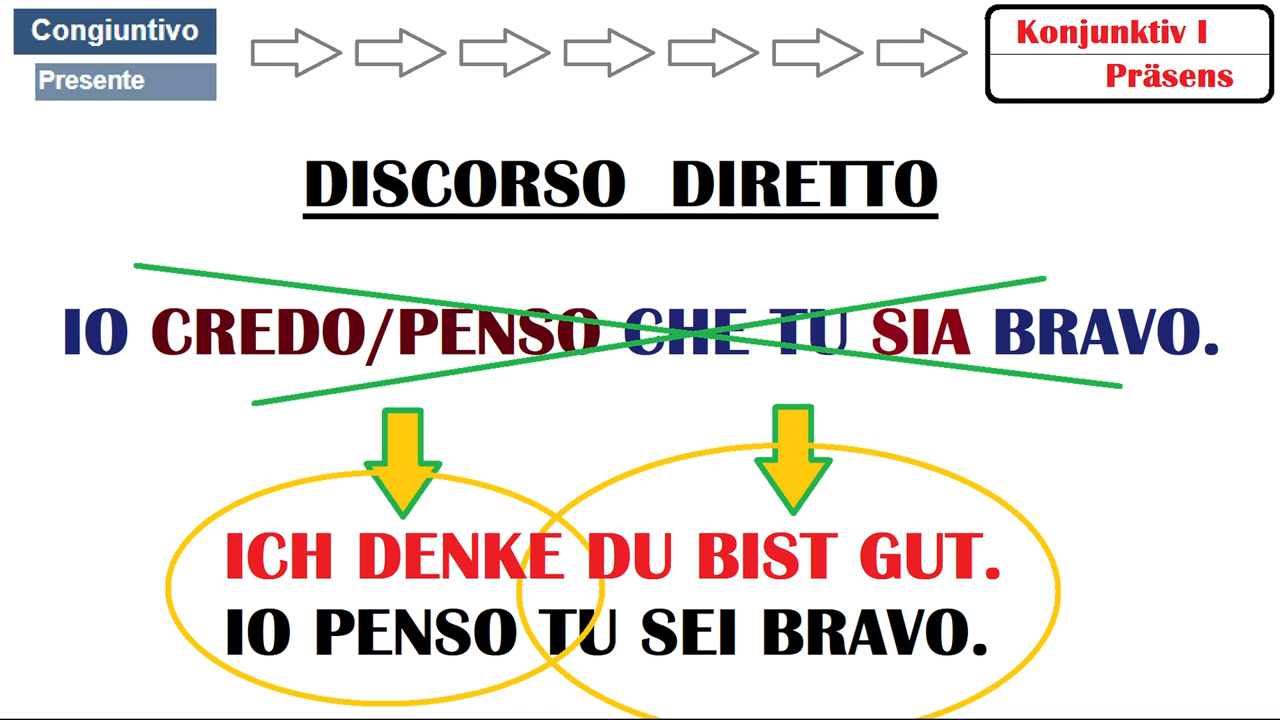 Congiuntivo
Presente
Konjunktiv I
Präsens
DISCORSO DIRETTO
IO CREDO/PENSO CHE TU SIA BRAVO.
ICH DENKE DU BIST GUT.
IO PENSO TU SEI BRAVO.